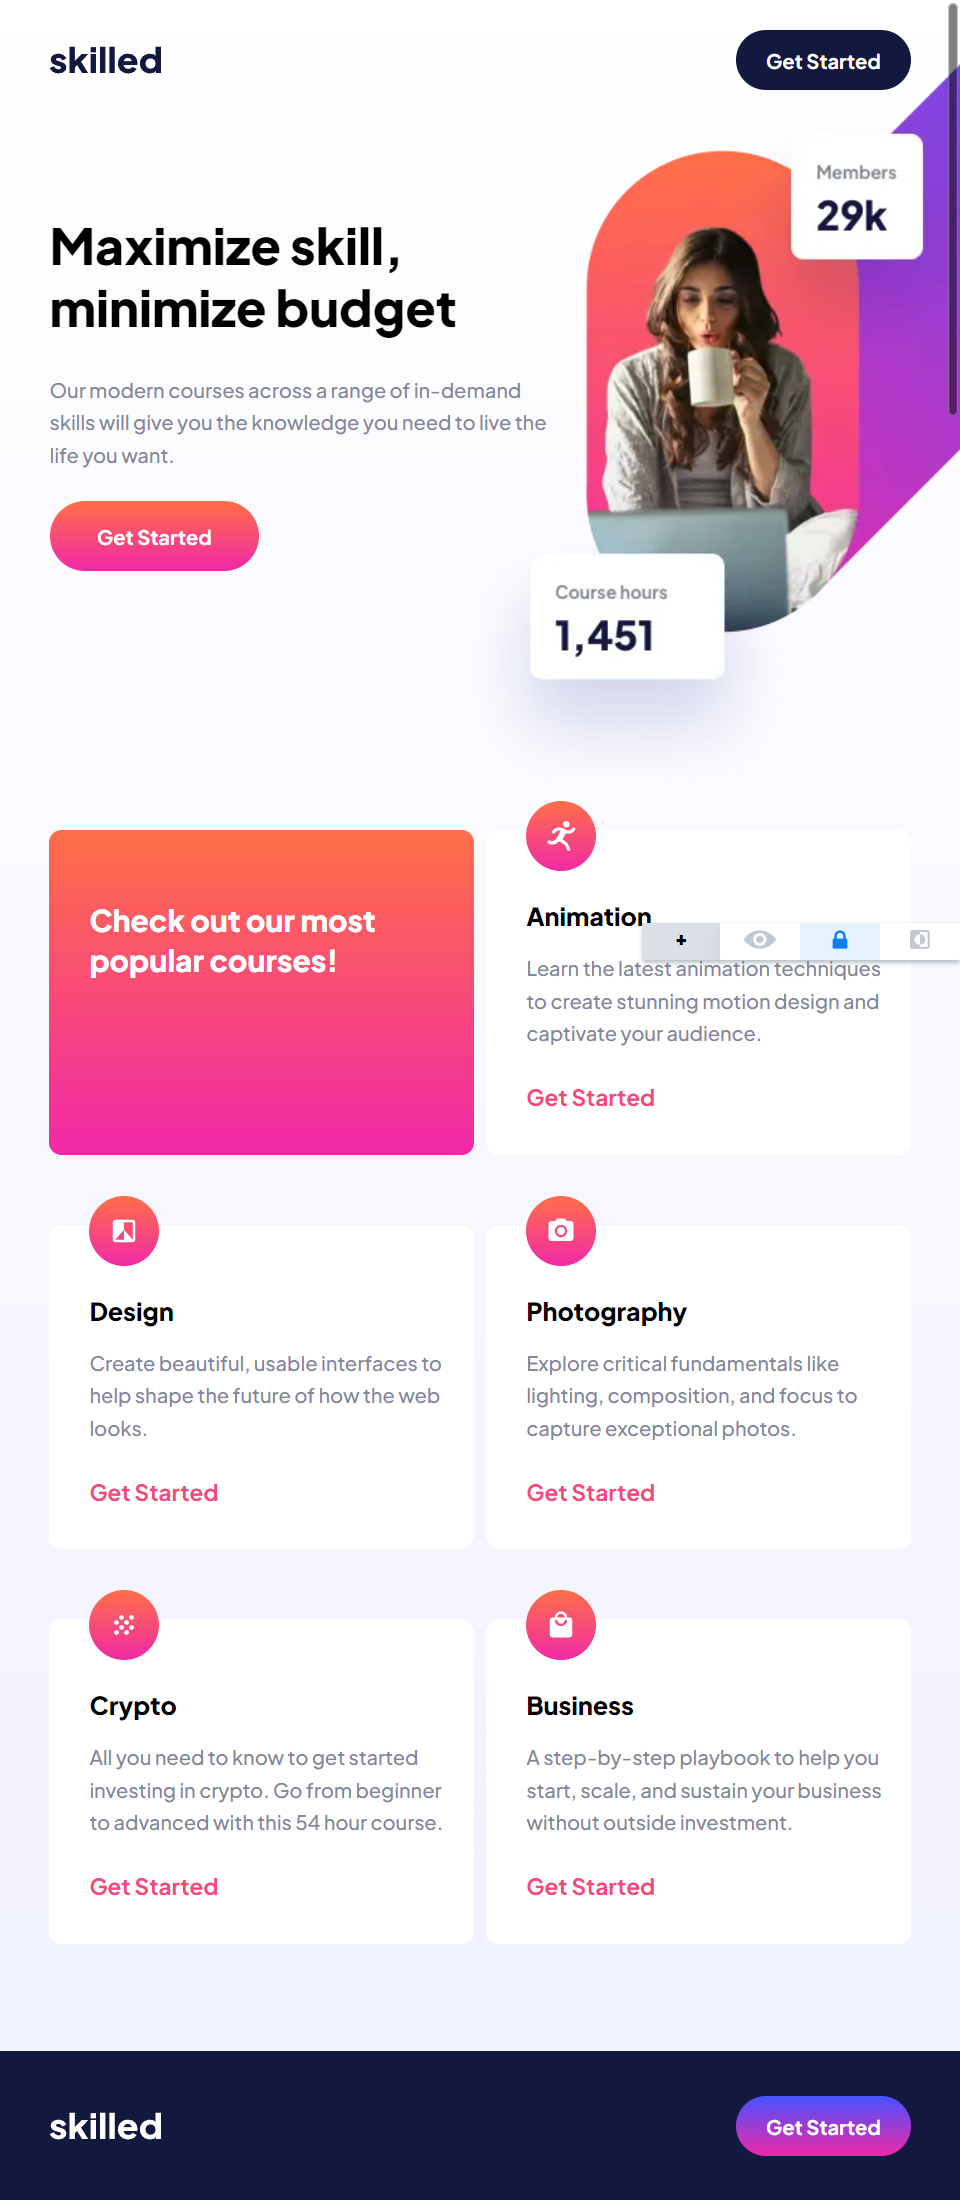 skilled
Get Started
Members
29k
Maximize skill,
minimize budget
Our modern courses across a range of in-demand
skills will give you the knowledge you need to live the
life you want.
Get Started
Course hours
1,451
Check out our most
popular courses!
Animation
+
Learn the latest animation techniques
to create stunning motion design and
captivate your audience.
Get Started
Design
Create beautiful, usable interfaces to
help shape the future of how the web
looks.
Get Started
Photography
Explore critical fundamentals like
lighting, composition, and focus to
capture exceptional photos.
Get Started
Crypto
All you need to know to get started
investing in crypto. Go from beginner
to advanced with this 54 hour course.
Get Started
Business
A step-by-step playbook to help you
start, scale, and sustain your business
without outside investment.
Get Started
skilled
Get Started